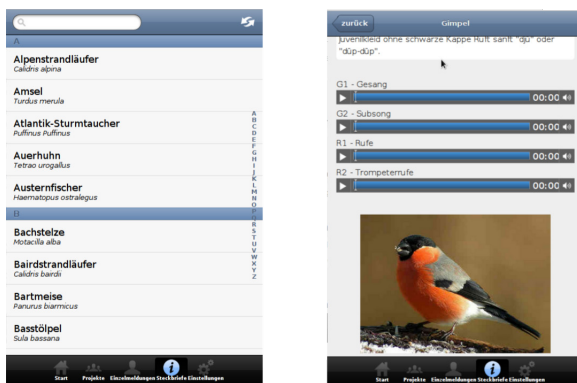 A
Alpenstrandläufer
Calidris alpina
Amsel
Turdus merula
Atlantik-Sturmtaucher
Puffinus Puffinus
Auerhuhn
Tetrao urogallus
Austernfischer
Haematopus ostralegus
B
Bachstelze
Motacilla alba
Bairdstrandläufer
Calidris bairdii
Bartmeise
Panurus biarmicus
Basstölpel
Sula bassana
A
B
C
D
E
F
G
H
I
J
K
L
M
N
O
P
Q
R
S
T
U
V
W
X
Y
Z
Start Projekte Einzelmeldungen Steckbriefe Einstellungen
zurück Gimpel
Juvenilkleid ohne schwarze Kappe Ruft sanft "djü" oder
"düp-düp".
G1 - Gesang
00:00
G2 - Subsong
00:00
R1 - Rufe
00:00
R2 - Trompeterrufe
00:00
Start Projekte Einzelmeldungen Steckbriefe Einstellungen